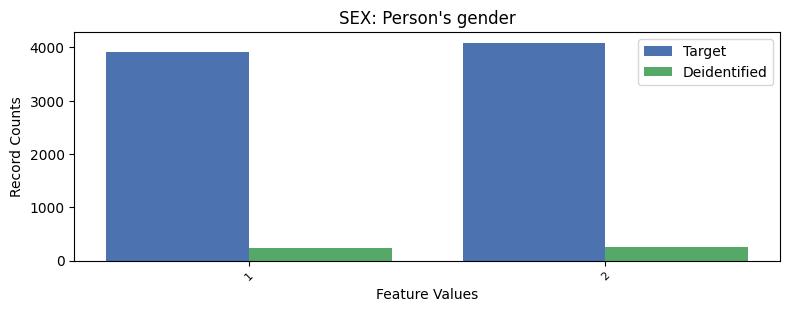 SEX: Person's gender
Target
Deidentified
Record Counts
4000
3000
2000
1000
0
1
2
Feature Values